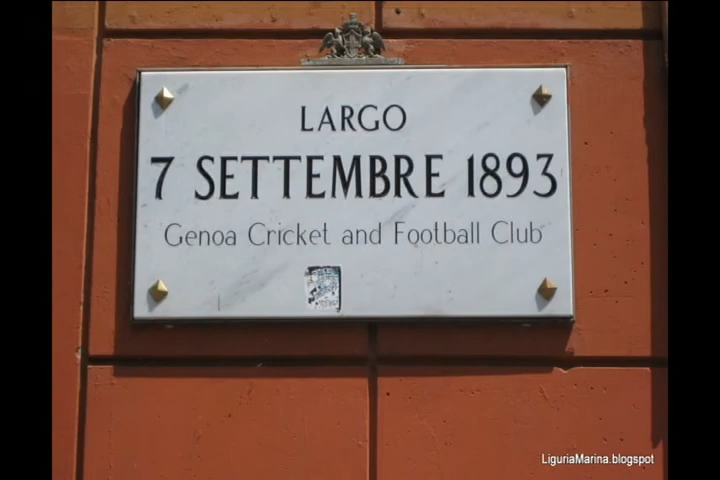 LARGO
7 SETTEMBRE 1893
Genoa Cricket and Football Club
LiguriaMarina.blogspot